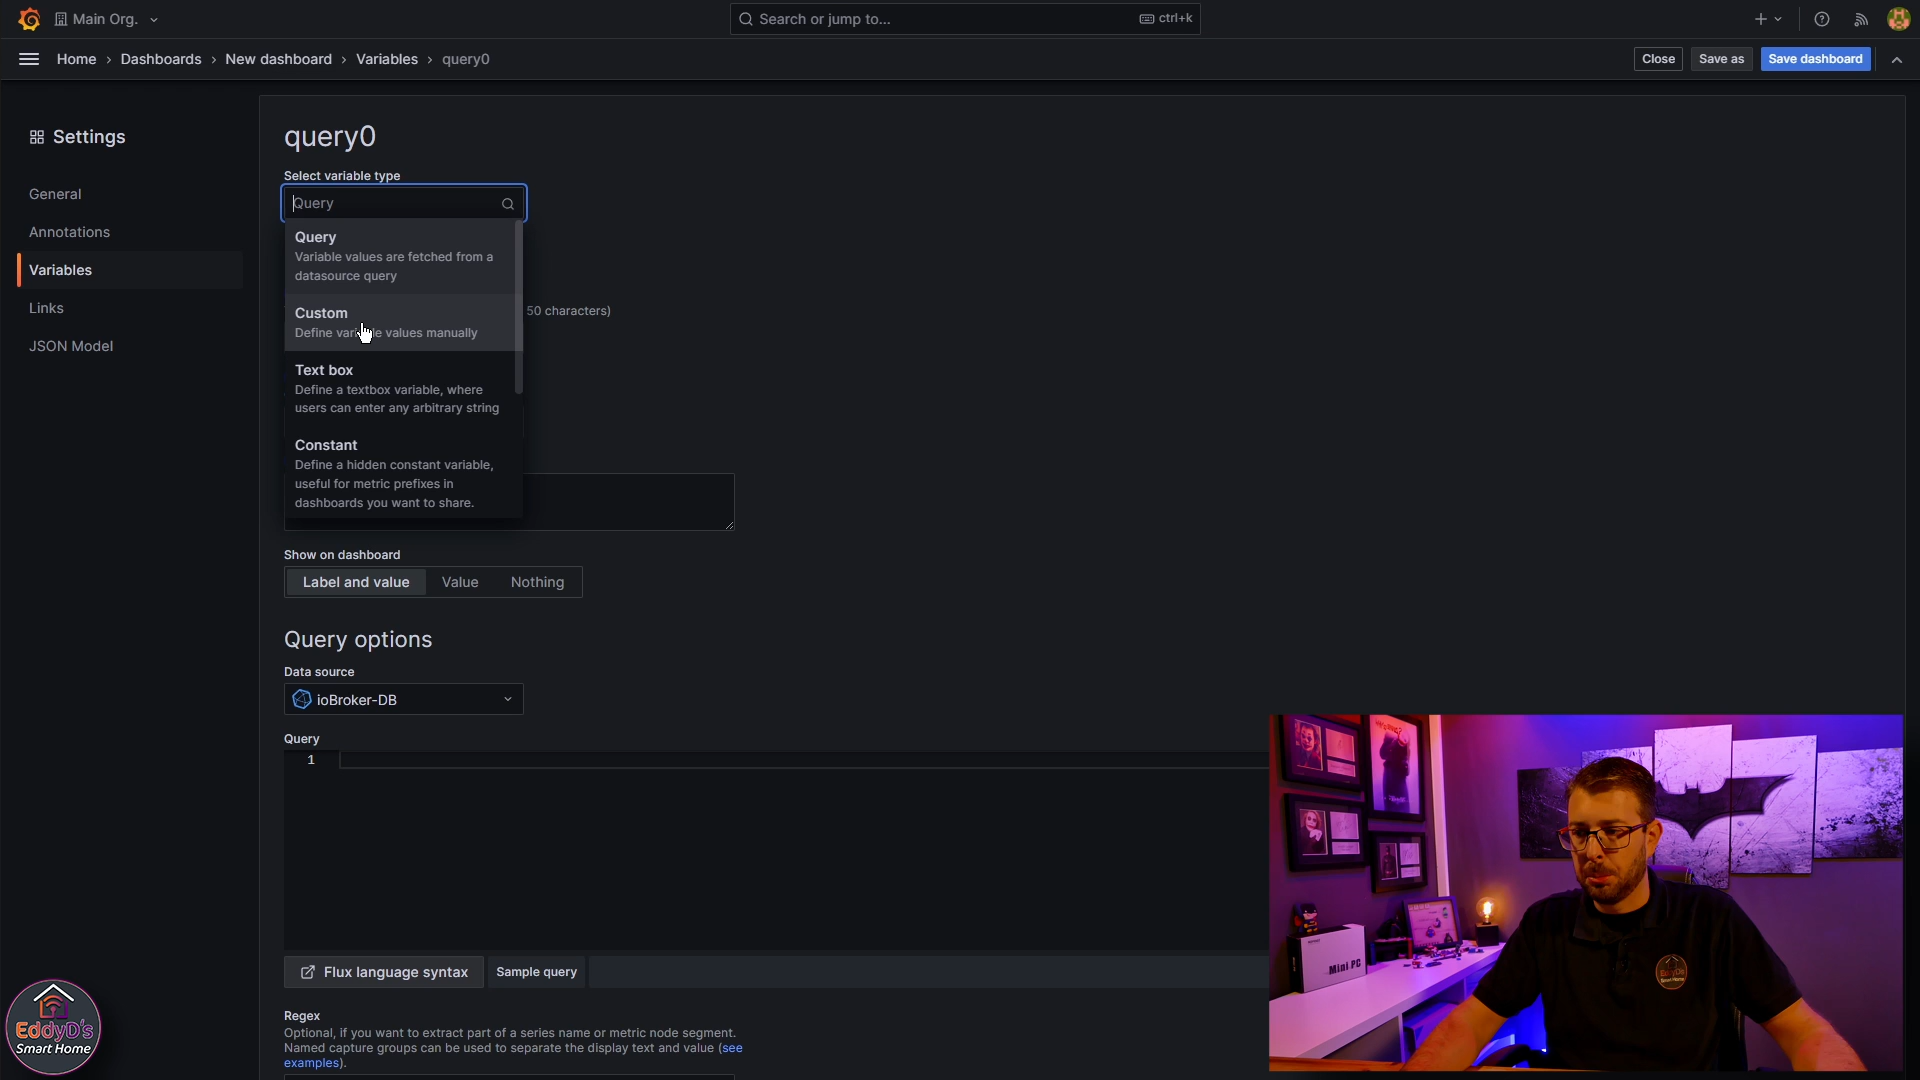 Main Org.
Search or jump to...
ctrl+k
Home › Dashboards › New dashboard › Variables › query0
Close
Save as
Save dashboard
Settings
General
Annotations
Variables
Links
JSON Model
query0
Select variable type
Query
Query
Variable values are fetched from a
datasource query
50 characters)
Custom
Define values manually
Text box
Define a textbox variable, where
users can enter any arbitrary string
Constant
Define a hidden constant variable,
useful for metric prefixes in
dashboards you want to share.
Show on dashboard
Label and value
Value
Nothing
Query options
Data source
ioBroker-DB
Query
1
Flux language syntax
Sample query
Regex
Optional, if you want to extract part of a series name or metric node segment.
Named capture groups can be used to separate the display text and value (see
examples).
EddyD's
Smart Home
Mini PC
EddyD's
Smart Home